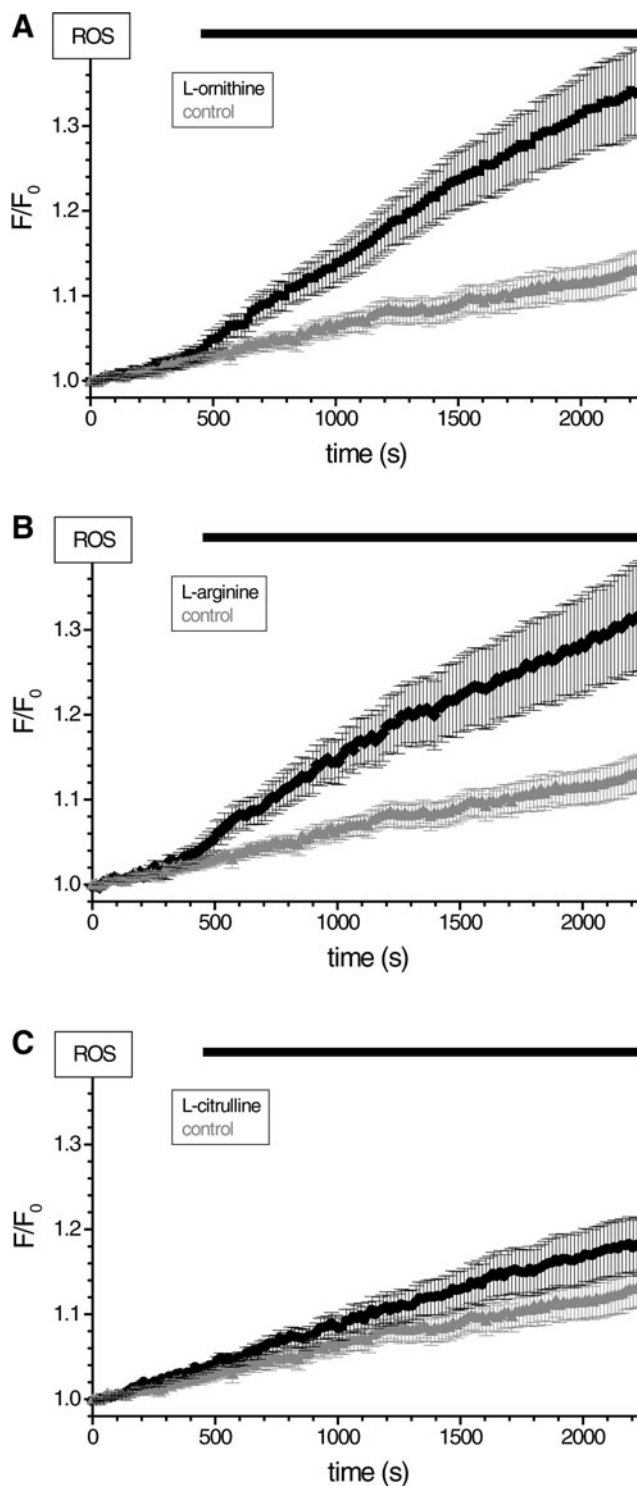 A
ROS
L-ornithine
control
1.3
1.2
1.1
1.0
F/F0
0 500 1000 1500 2000
time (s)
B
ROS
L-arginine
control
1.3
1.2
1.1
1.0
F/F0
0 500 1000 1500 2000
time (s)
C
ROS
L-citrulline
control
1.3
1.2
1.1
1.0
F/F0
0 500 1000 1500 2000
time (s)